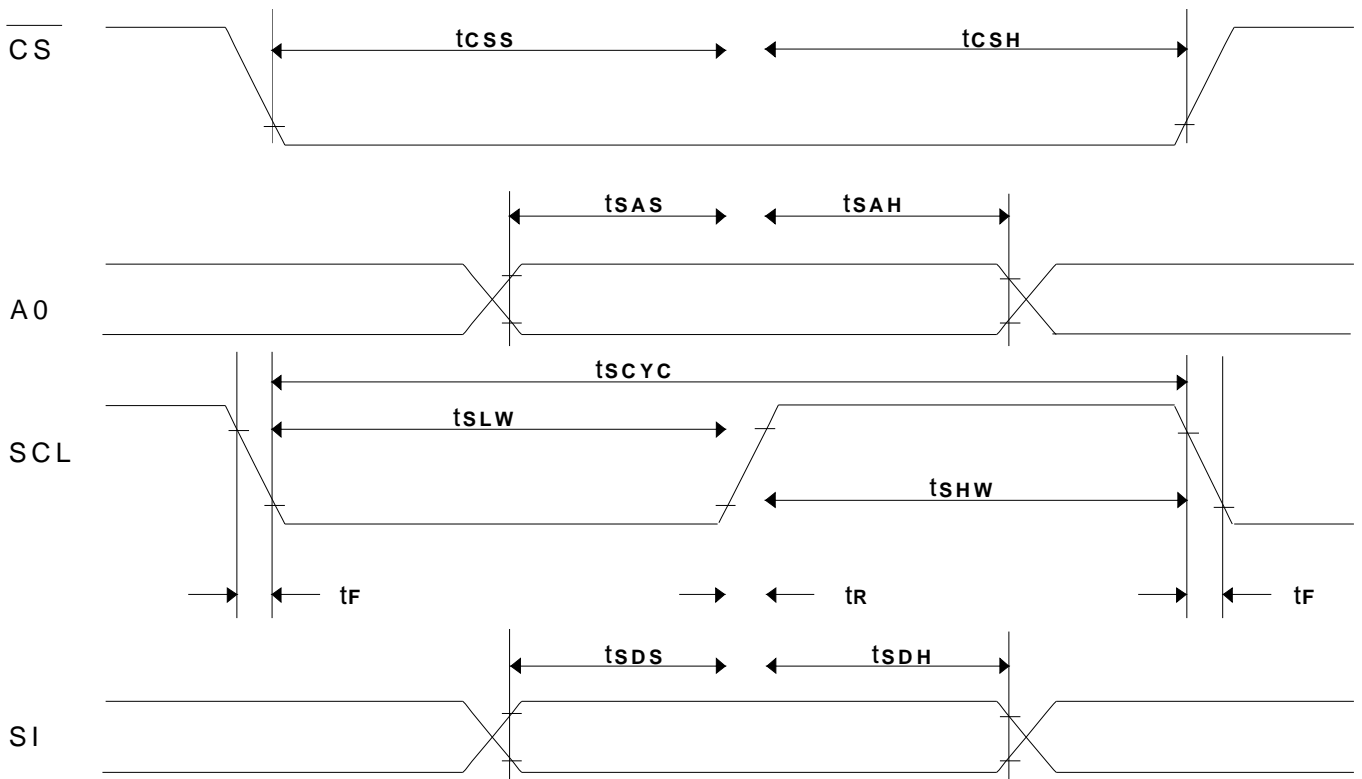 CS
tCSS
tCSH
tSAS
tSAH
A0
tSCYC
tSLW
SCL
tSHW
tF
tR
tF
tSDS
tSDH
SI